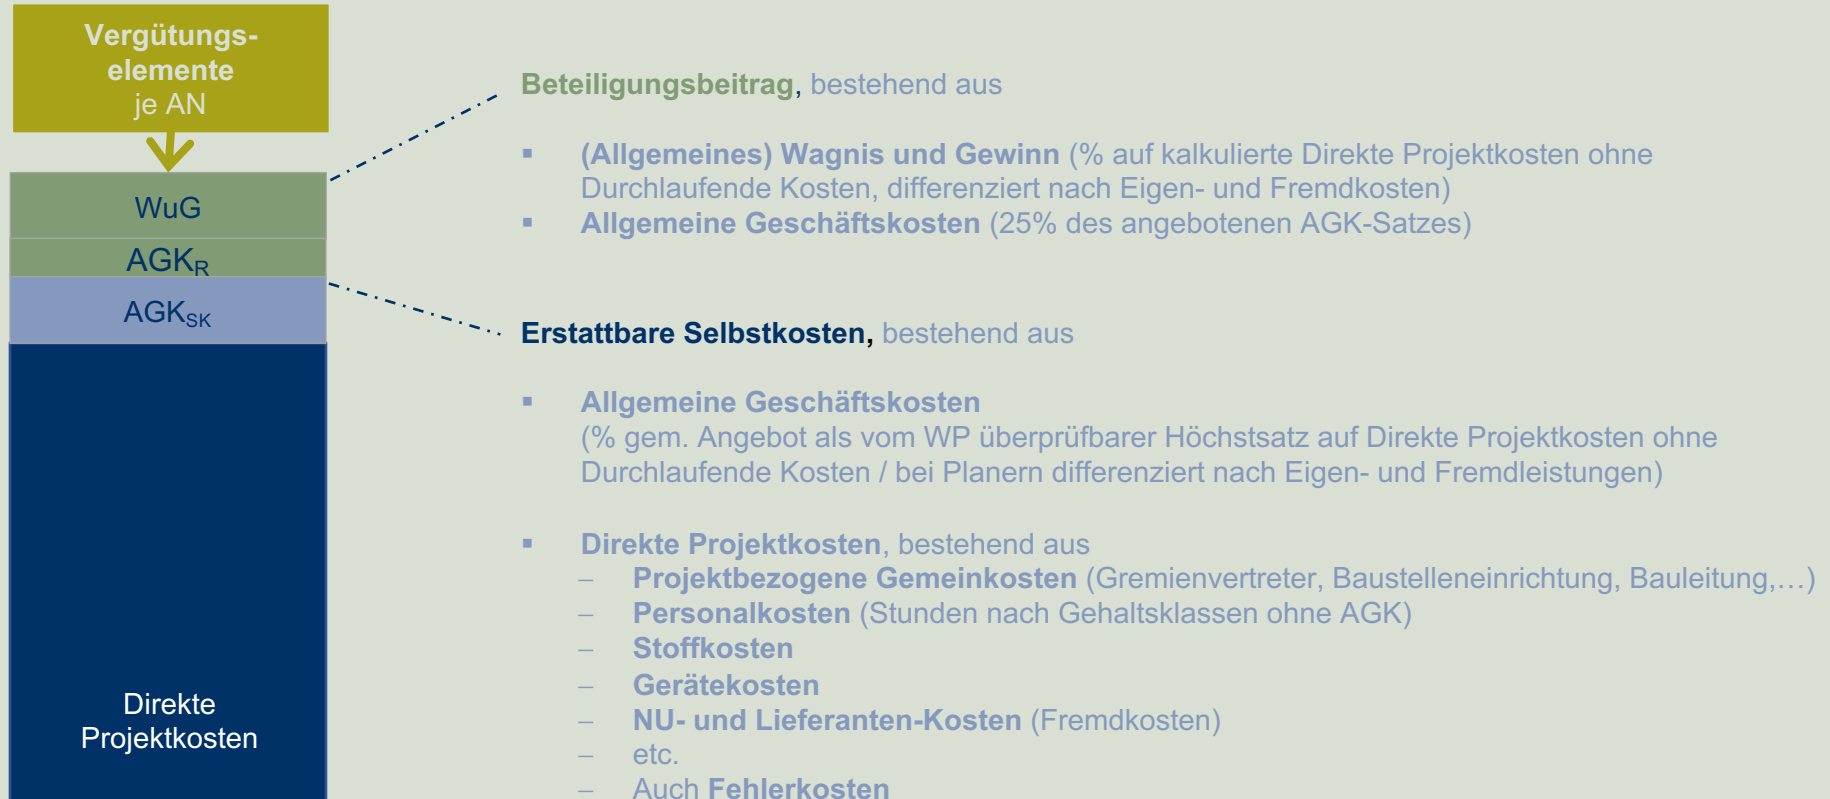 Vergütungs-
elemente
je AN
WuG
AGKR
AGKSK
Direkte
Projektkosten
Beteiligungsbeitrag, bestehend aus
▪ (Allgemeines) Wagnis und Gewinn (% auf kalkulierte Direkte Projektkosten ohne
Durchlaufende Kosten, differenziert nach Eigen- und Fremdkosten)
▪ Allgemeine Geschäftskosten (25% des angebotenen AGK-Satzes)
Erstattbare Selbstkosten, bestehend aus
▪ Allgemeine Geschäftskosten
(% gem. Angebot als vom WP überprüfbarer Höchstsatz auf Direkte Projektkosten ohne
Durchlaufende Kosten / bei Planern differenziert nach Eigen- und Fremdleistungen)
▪ Direkte Projektkosten, bestehend aus
– Projektbezogene Gemeinkosten (Gremienvertreter, Baustelleneinrichtung, Bauleitung,…)
– Personalkosten (Stunden nach Gehaltsklassen ohne AGK)
– Stoffkosten
– Gerätekosten
– NU- und Lieferanten-Kosten (Fremdkosten)
– etc.
– Auch Fehlerkosten